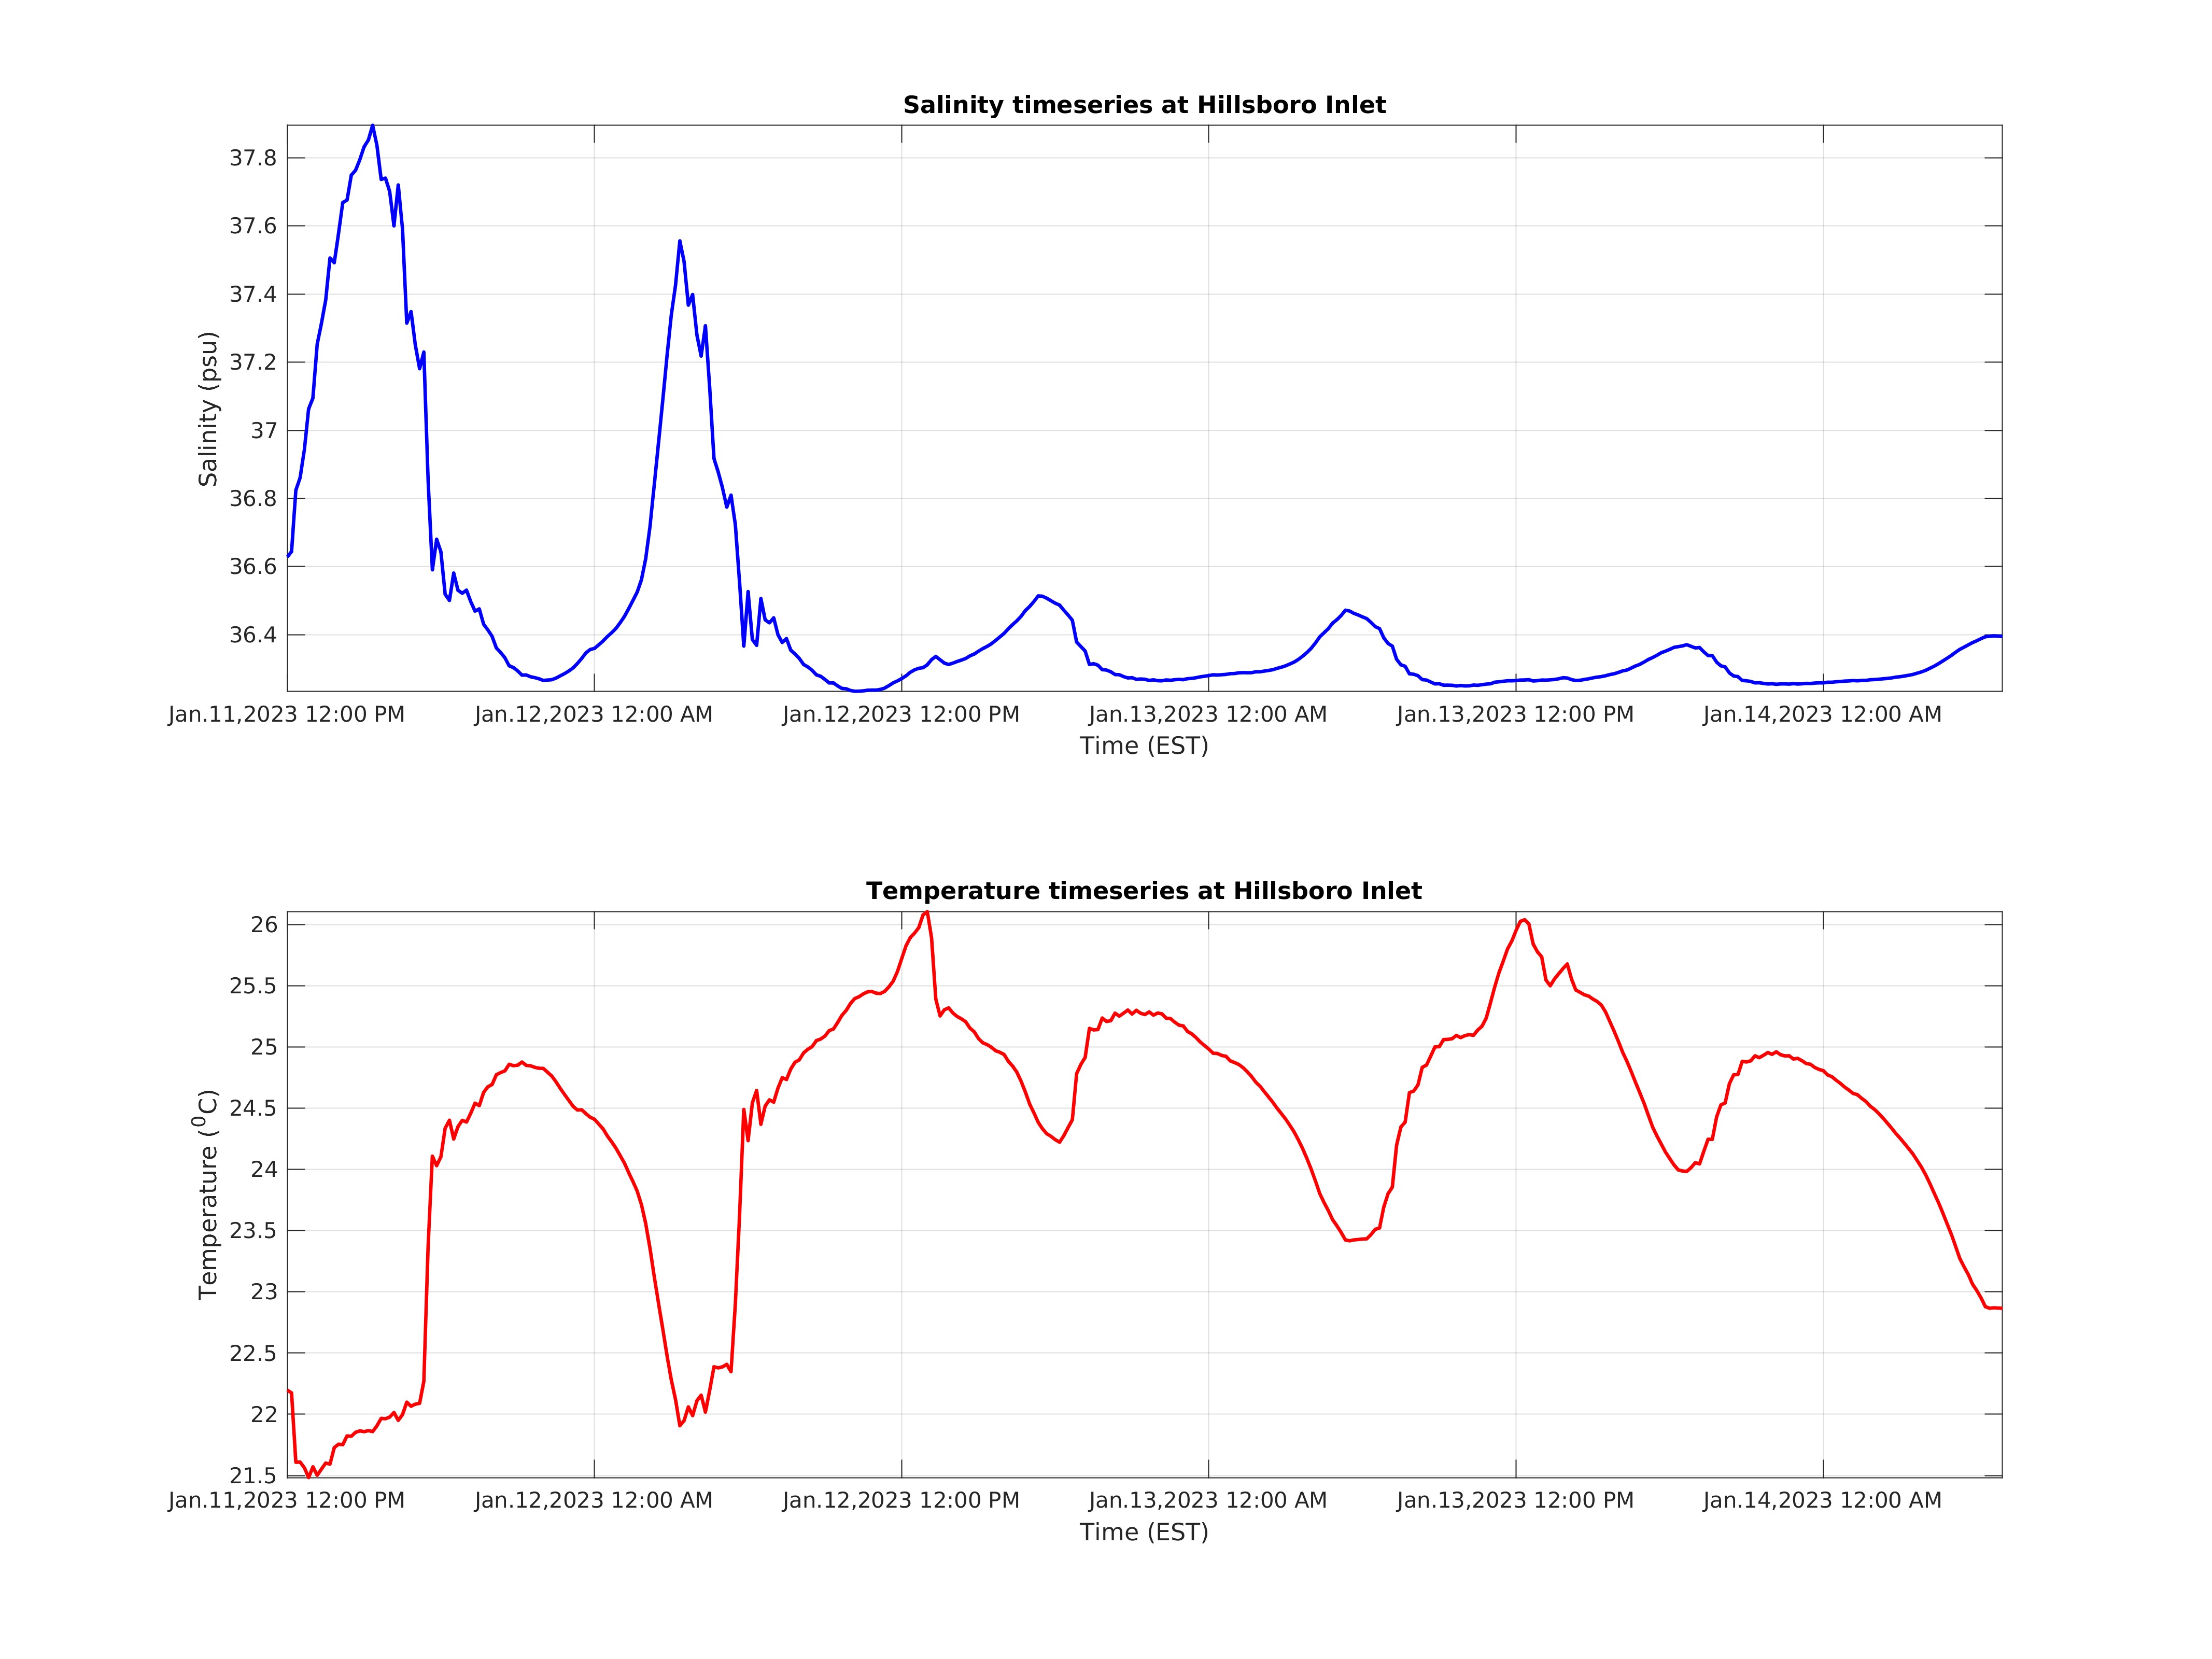 Salinity timeseries at Hillsboro Inlet
37.8
37.6
37.4
37.2
37
36.8
36.6
36.4
Salinity (psu)
Jan.11,2023 12:00 PM Jan.12,2023 12:00 AM Jan.12,2023 12:00 PM Jan.13,2023 12:00 AM Jan.13,2023 12:00 PM Jan.14,2023 12:00 AM
Time (EST)
Temperature timeseries at Hillsboro Inlet
26
25.5
25
24.5
24
23.5
23
22.5
22
21.5
Temperature (⁰C)
Jan.11,2023 12:00 PM Jan.12,2023 12:00 AM Jan.12,2023 12:00 PM Jan.13,2023 12:00 AM Jan.13,2023 12:00 PM Jan.14,2023 12:00 AM
Time (EST)